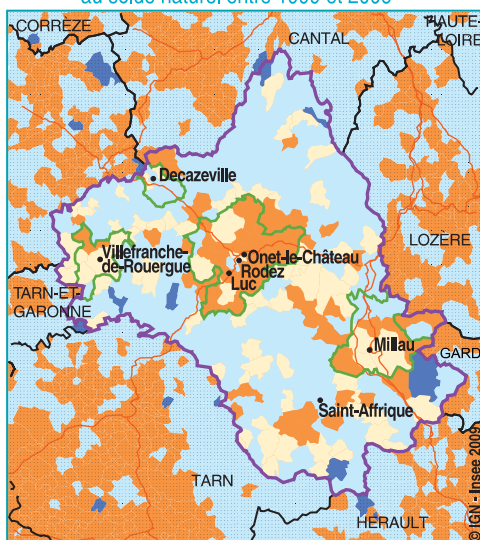 au solde naturel entre 1999 et 2006
CORRÈZE
CANTAL
HAUTE-
LOIRE
Decazeville
LOZÈRE
Villefranche-
de-Rouergue
Onet-le-Château
Rodez
Luc
TARN-ET-
GARONNE
Millau
GARD
Saint-Affrique
TARN
HÉRAULT
© IGN - Insee 2009